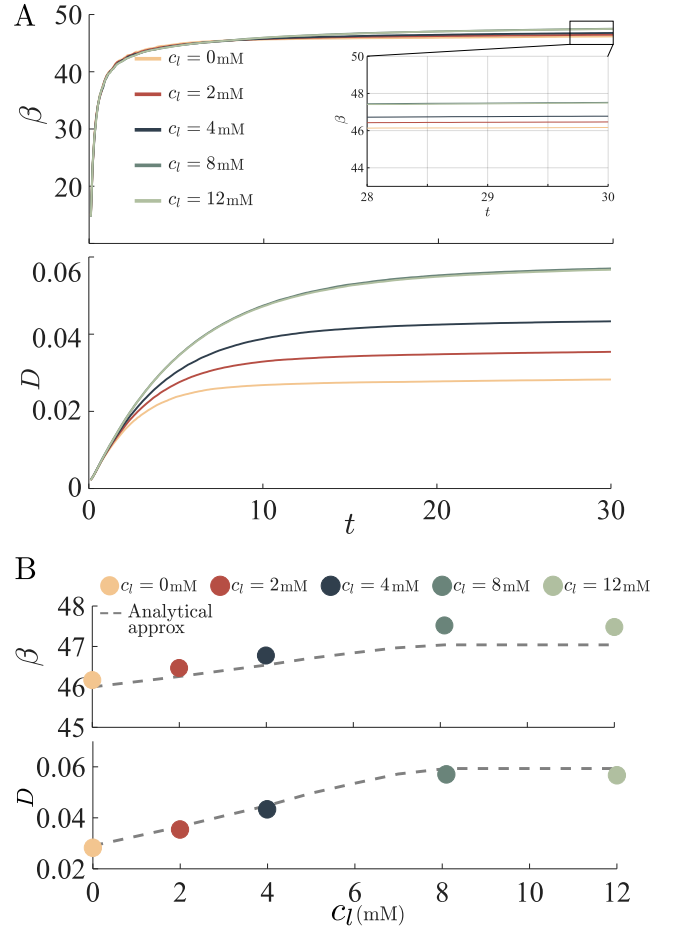 A
50
40
30
20
β
c_l = 0mM
c_l = 2mM
c_l = 4mM
c_l = 8mM
c_l = 12mM
50
48
46
44
β
28
29
30
t
0.06
0.04
0.02
0
D
0
10
20
30
t
B
c_l = 0mM c_l = 2mM c_l = 4mM c_l = 8mM c_l = 12mM
Analytical
approx
48
47
46
45
β
0.06
0.04
0.02
D
0 2 4 6 8 10 12
c_l (mM)